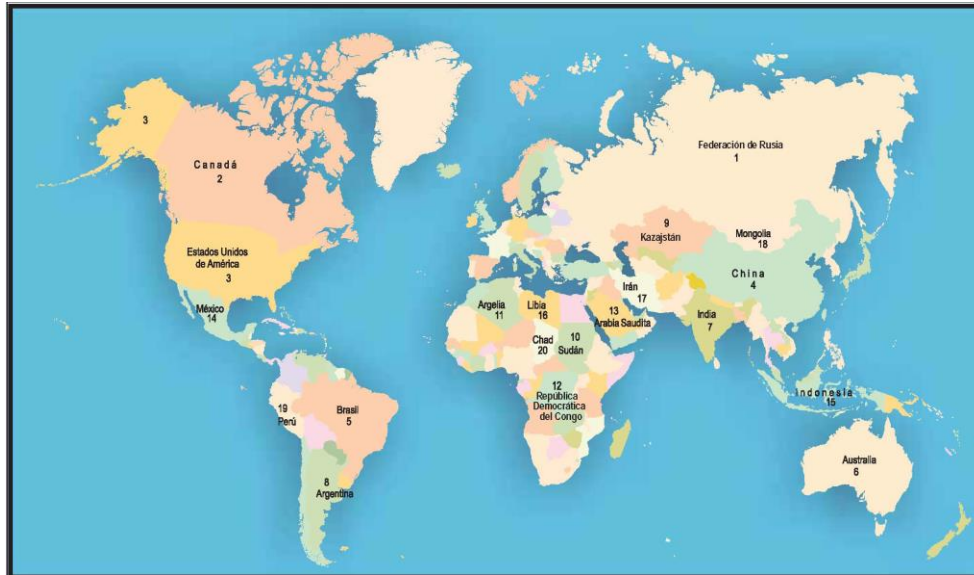 3
Canadá
2
Estados Unidos
de América
3
México
14
19
Perú
Brasil
5
8
Argentina
Federación de Rusia
1
9
Kazajstán
Mongolia
18
China
4
Irán
17
India
7
Argelia
11
Libia
16
13
Arabia Saudita
Chad
20
10
Sudán
12
República
Democrática
del Congo
Indonesia
15
Australia
6